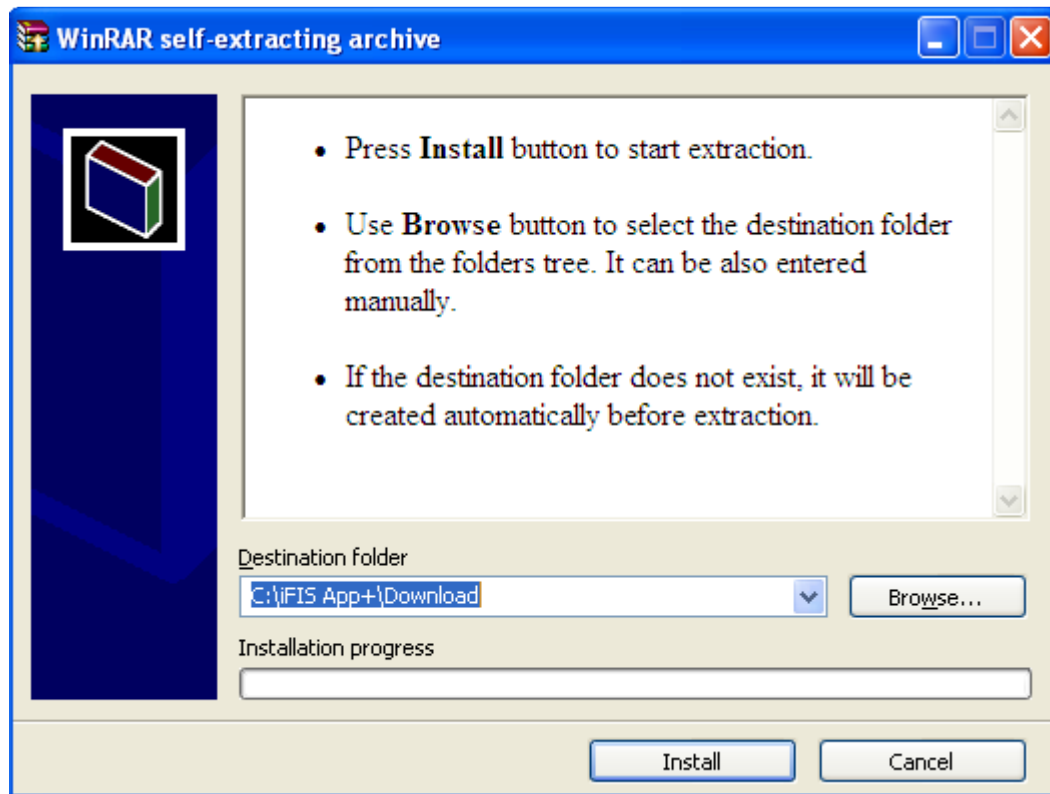 WinRAR self-extracting archive
• Press Install button to start extraction.
• Use Browse button to select the destination folder
from the folders tree. It can be also entered
manually.
• If the destination folder does not exist, it will be
created automatically before extraction.
Destination folder
C:\iFIS App+\Download
Browse...
Installation progress
Install
Cancel